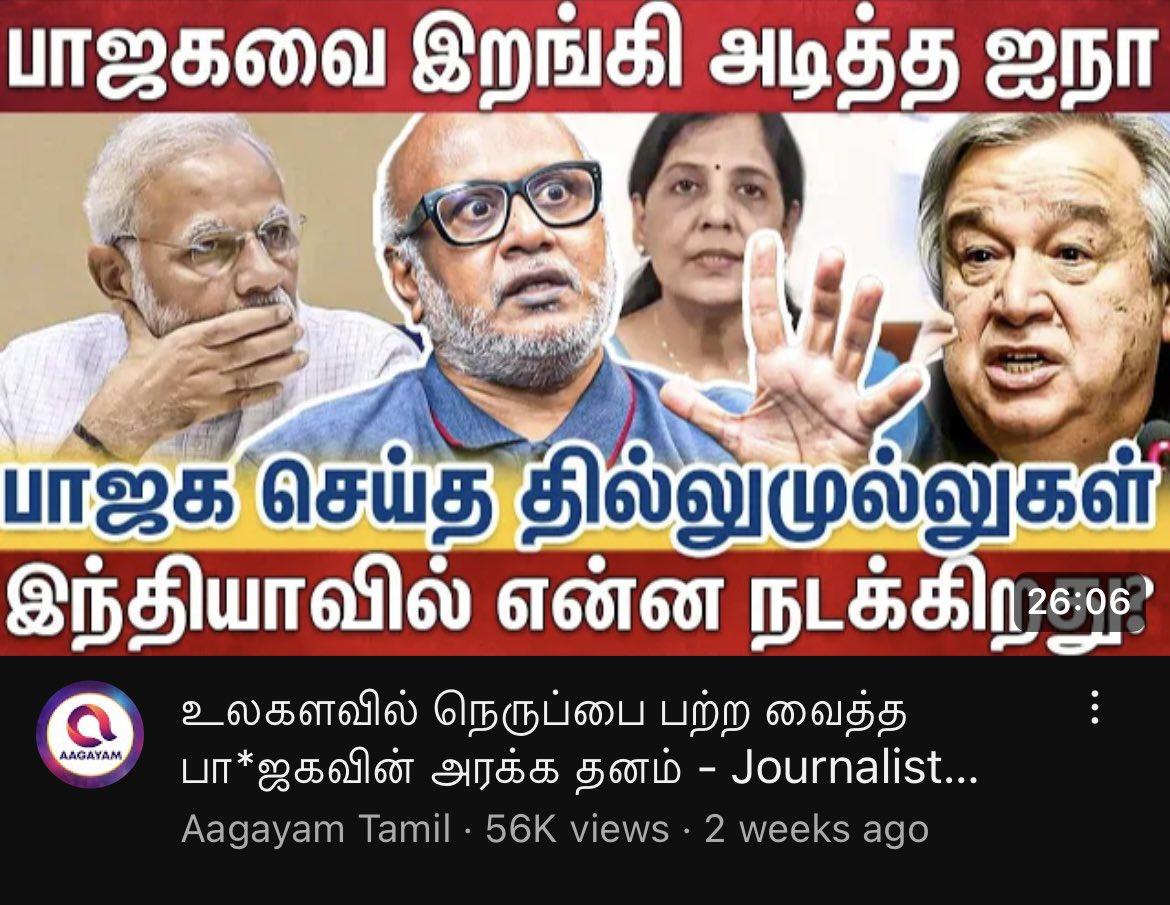 பாஜகவை இறங்கி அடித்த ஐநா
பாஜக செய்த தில்லுமுல்லுகள்
இந்தியாவில் என்ன நடக்கிறது?
26:06
AAGAYAM
உலகளவில் நெருப்பை பற்ற வைத்த
பா*ஜகவின் அரக்க தனம் - Journalist...
Aagayam Tamil · 56K views · 2 weeks ago